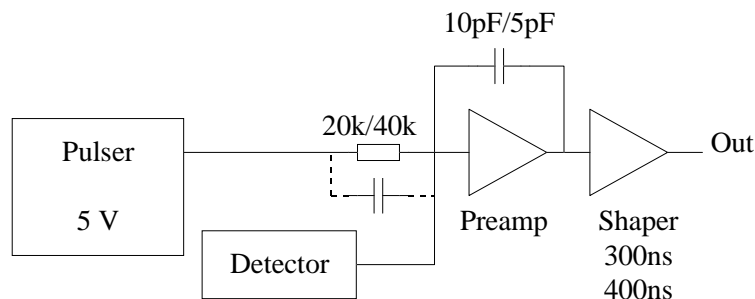 10pF/5pF
20k/40k
Pulser
5 V
Out
Preamp
Shaper
300ns
400ns
Detector